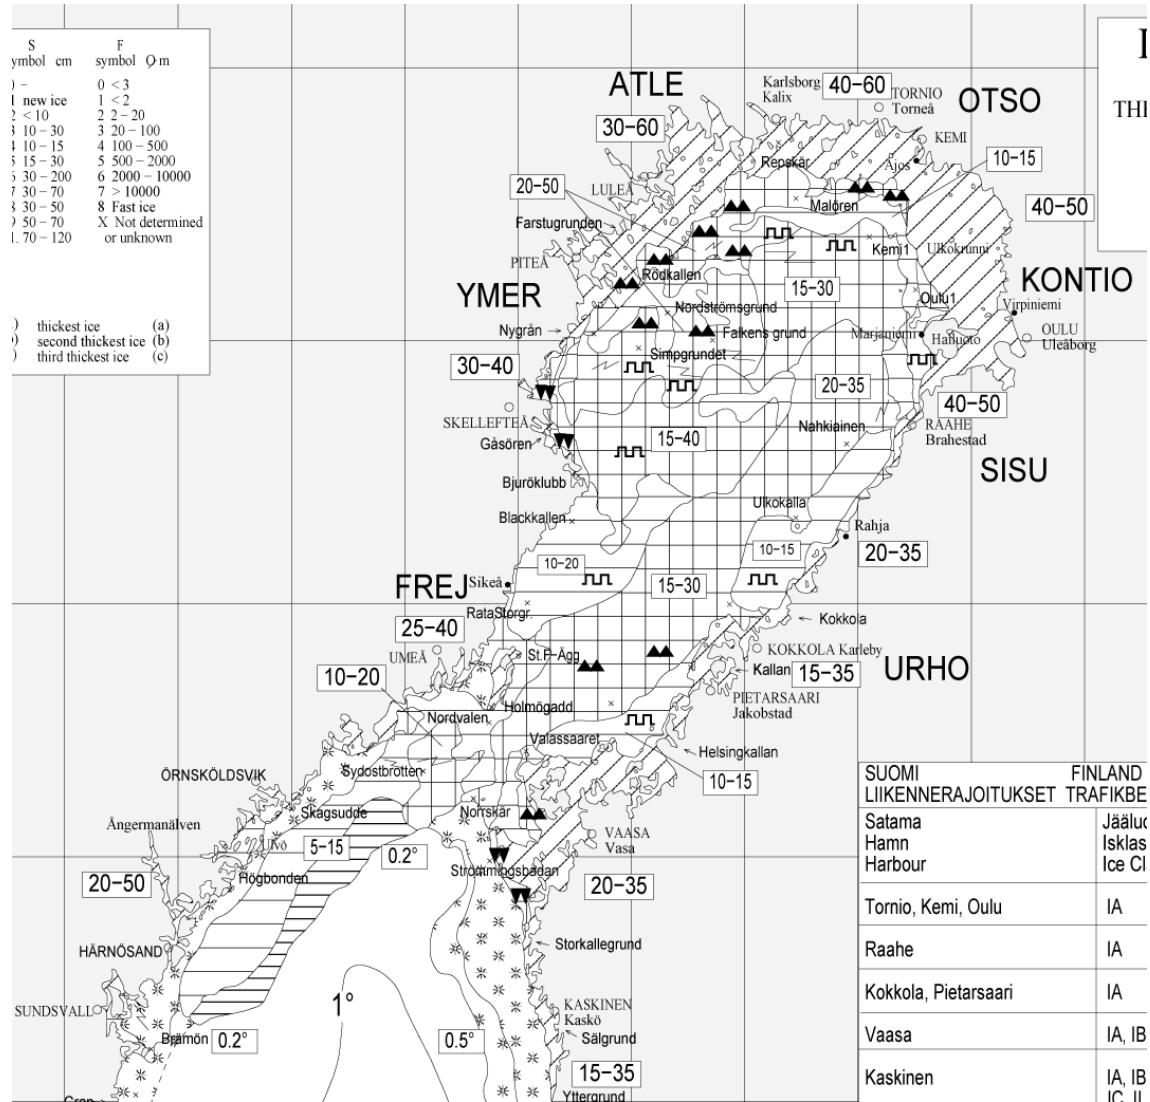 S F
symbol cm symbol Ø m
– 0 < 3
new ice 1 < 2
< 10 2 2 – 20
10 – 30 3 20 – 100
10 – 15 4 100 – 500
15 – 30 5 500 – 2000
30 – 200 6 2000 – 10000
30 – 70 7 > 10000
30 – 50 8 Fast ice
50 – 70 X Not determined
70 – 120 or unknown
thickest ice (a)
second thickest ice (b)
third thickest ice (c)
ATLE
30–60
Karlsborg
Kalix
40–60
TORNIO
Torneå
OTSO
KEMI
Ajos
Repskär
10–15
20–50
LULEÅ
Malören
40–50
Farstugrunden
Kemi1
Ulkokrunni
PITEÅ
Rödkallen
KONTIO
YMER
15–30
Oulu1
Virpiniemi
Nordströmsgrund
Nygrån
Falkens grund
Marjaniemi
Hailuoto
OULU
Uleåborg
Simpgrundet
30–40
20–35
40–50
SKELLEFTEÅ
Nahkiainen
RAAHE
Brahestad
Gåsören
15–40
SISU
Bjuröklubb
Ulkokalla
Blackkallen
Rahja
10–15
20–35
10–20
FREJ
Sikeå
15–30
RataStorgr.
Kokkola
25–40
UMEÅ
St.F–Ägg
KOKKOLA Karleby
Kallan
15–35
URHO
10–20
PIETARSAARI
Jakobstad
Holmögadd
Nordvalen
Valassaaret
Helsingkallan
10–15
ÖRNSKÖLDSVIK
Sydostbrotten
Skagsudde
Norrskär
Ångermanälven
Ulvö
5–15
0.2°
VAASA
Vasa
Strömmingsbådan
20–50
Högbonden
20–35
HÄRNÖSAND
Storkallegrund
SUNDSVALL
1°
KASKINEN
Kaskö
Brämön
0.2°
0.5°
Sälgrund
15–35
Yttergrund
SUOMI FINLAND
LIIKENNERAJOITUKSET
Satama
Hamn
Harbour
Tornio, Kemi, Oulu IA
Raahe IA
Kokkola, Pietarsaari IA
Vaasa IA, IB
Kaskinen IA, IB